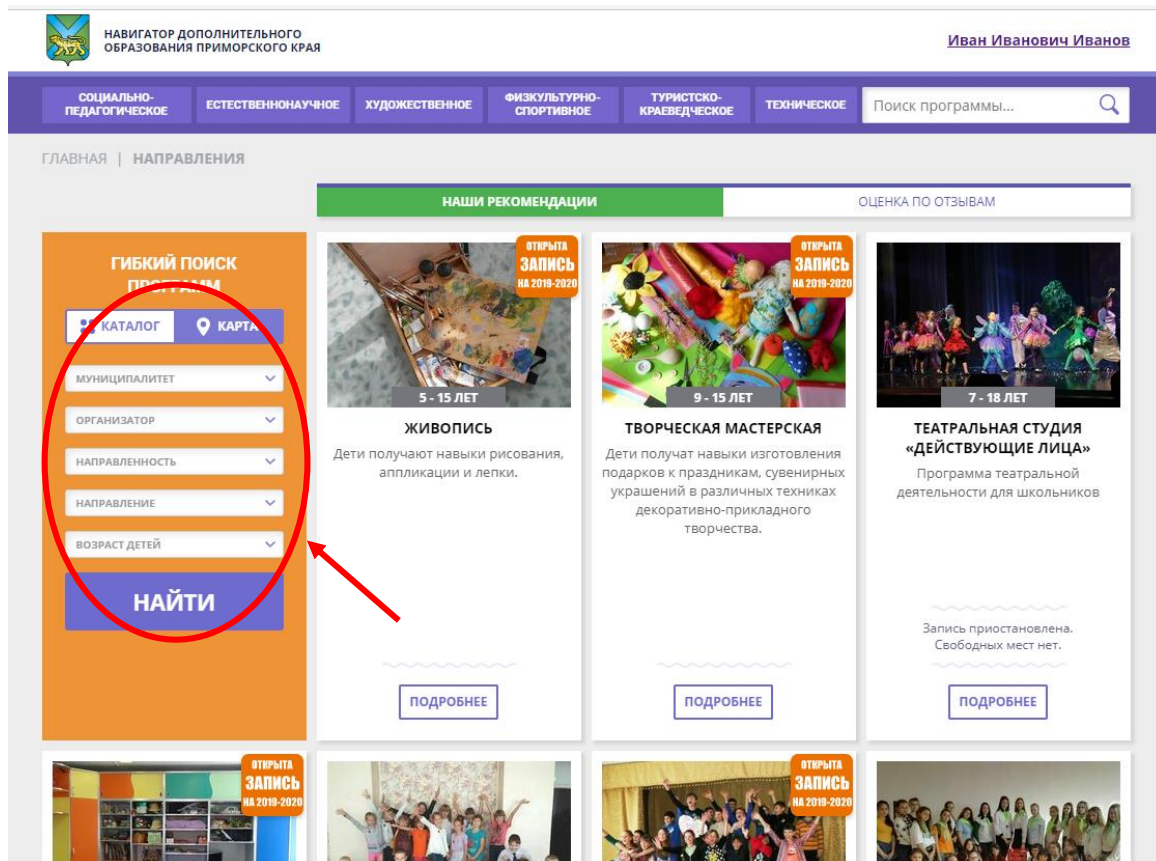 НАВИГАТОР ДОПОЛНИТЕЛЬНОГО
ОБРАЗОВАНИЯ ПРИМОРСКОГО КРАЯ
Иван Иванович Иванов
СОЦИАЛЬНО-
ПЕДАГОГИЧЕСКОЕ
ЕСТЕСТВЕННОНАУЧНОЕ
ХУДОЖЕСТВЕННОЕ
ФИЗКУЛЬТУРНО-
СПОРТИВНОЕ
ТУРИСТСКО-
КРАЕВЕДЧЕСКОЕ
ТЕХНИЧЕСКОЕ
Поиск программы...
ГЛАВНАЯ | НАПРАВЛЕНИЯ
НАШИ РЕКОМЕНДАЦИИ
ОЦЕНКА ПО ОТЗЫВАМ
ГИБКИЙ ПОИСК
ПРОГРАММ
КАТАЛОГ
КАРТА
МУНИЦИПАЛИТЕТ
ОРГАНИЗАТОР
НАПРАВЛЕННОСТЬ
НАПРАВЛЕНИЕ
ВОЗРАСТ ДЕТЕЙ
НАЙТИ
ОТКРЫТА
ЗАПИСЬ
НА 2019-2020
5 - 15 ЛЕТ
ЖИВОПИСЬ
Дети получают навыки рисования,
аппликации и лепки.
ПОДРОБНЕЕ
ОТКРЫТА
ЗАПИСЬ
НА 2019-2020
9 - 15 ЛЕТ
ТВОРЧЕСКАЯ МАСТЕРСКАЯ
Дети получат навыки изготовления
подарков к праздникам, сувенирных
украшений в различных техниках
декоративно-прикладного
творчества.
ПОДРОБНЕЕ
7 - 18 ЛЕТ
ТЕАТРАЛЬНАЯ СТУДИЯ
«ДЕЙСТВУЮЩИЕ ЛИЦА»
Программа театральной
деятельности для школьников
Запись приостановлена.
Свободных мест нет.
ПОДРОБНЕЕ
ОТКРЫТА
ЗАПИСЬ
НА 2019-2020
ОТКРЫТА
ЗАПИСЬ
НА 2019-2020